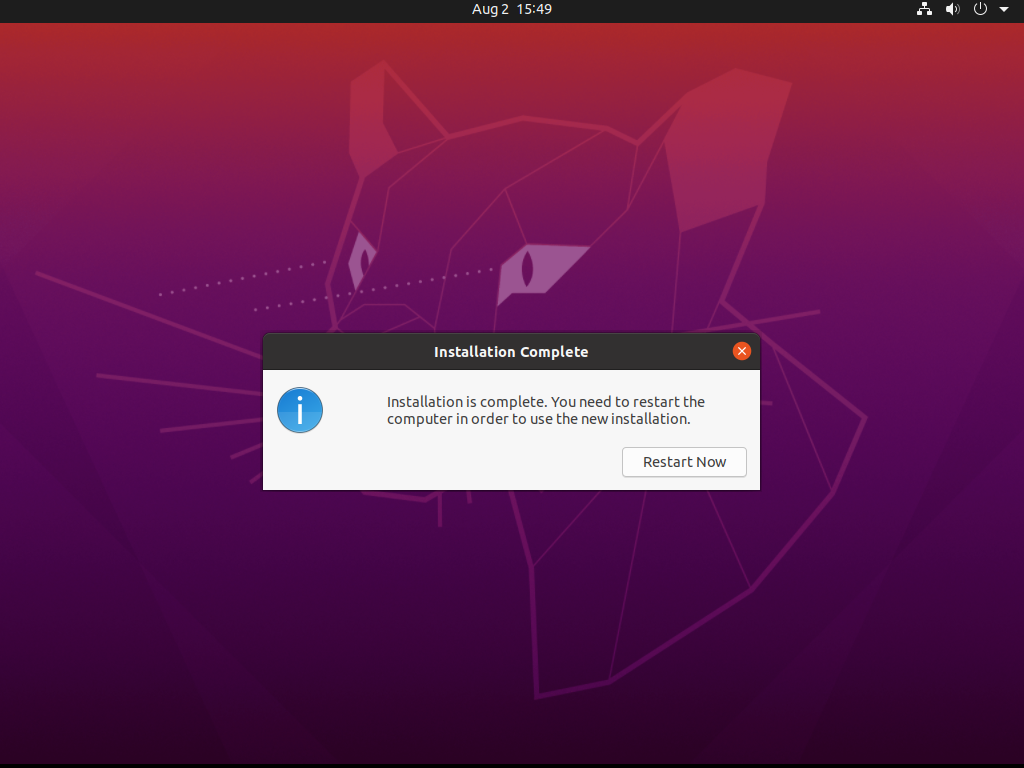 Aug 2 15:49
Installation Complete
Installation is complete. You need to restart the
computer in order to use the new installation.
Restart Now